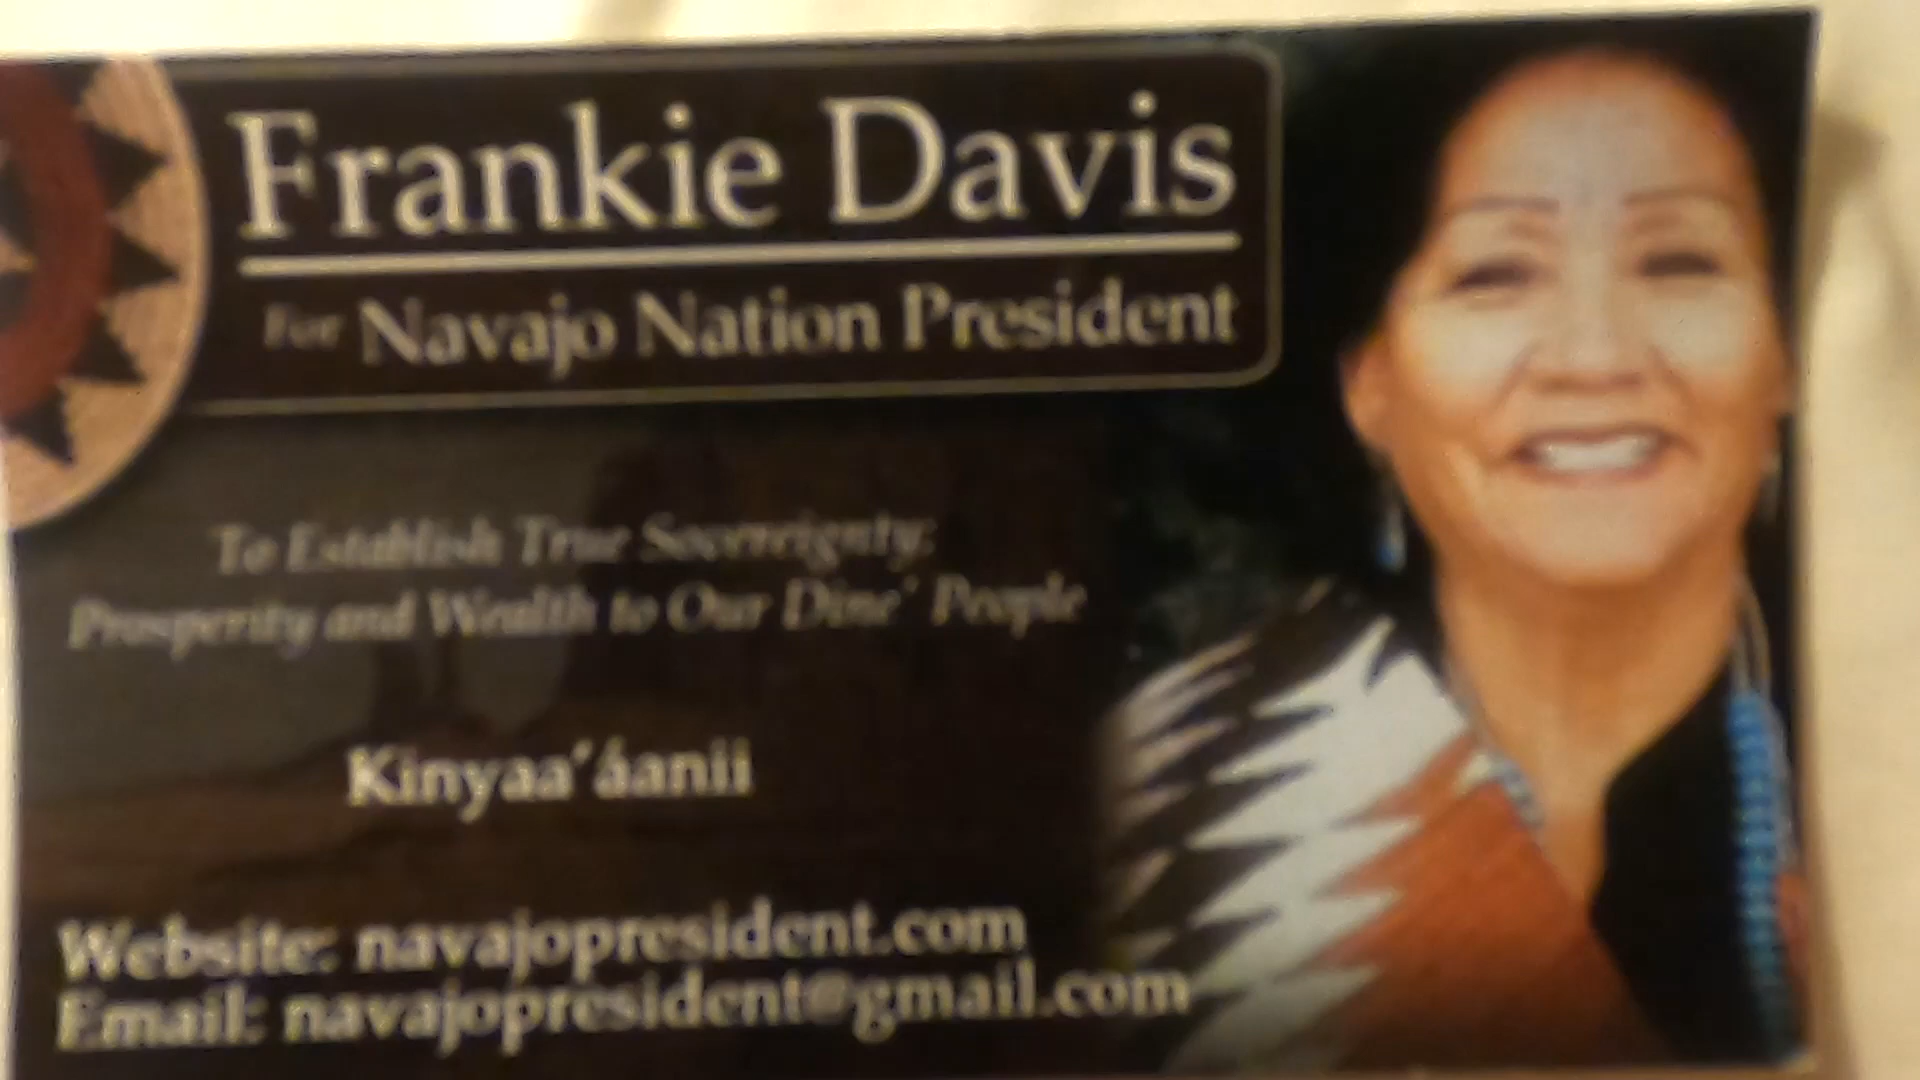 Frankie Davis
For Navajo Nation President
To Establish True Sovereignty:
Prosperity and Wealth to Our Dine' People
Kinyaa'áanii
Website: navajopresident.com
Email: navajopresident@gmail.com